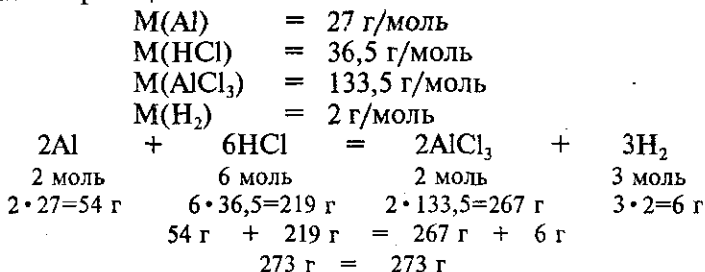 M(Al) = 27 г/моль
M(HCl) = 36,5 г/моль
M(AlCl₃) = 133,5 г/моль
M(H₂) = 2 г/моль
2Al + 6HCl = 2AlCl₃ + 3H₂
2 моль 6 моль 2 моль 3 моль
2•27=54 г 6•36,5=219 г 2•133,5=267 г 3•2=6 г
54 г + 219 г = 267 г + 6 г
273 г = 273 г